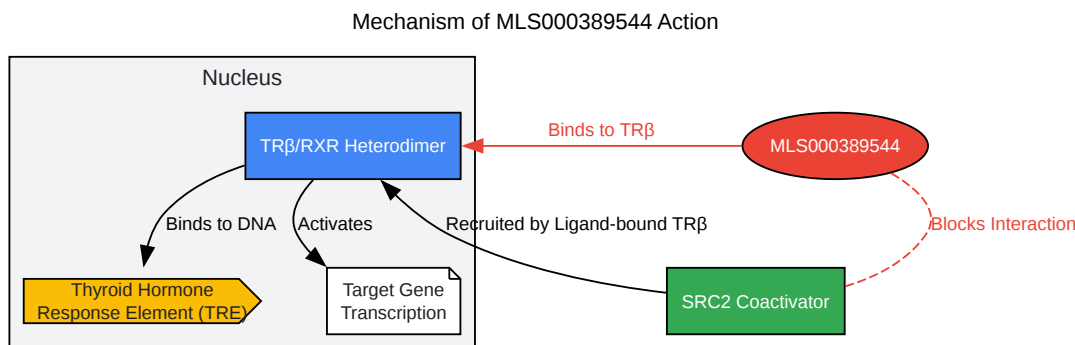 Mechanism of MLS000389544 Action
Nucleus
TRβ/RXR Heterodimer
Binds to TRβ
MLS000389544
Binds to DNA
Activates
Recruited by Ligand-bound TRβ
Blocks Interaction
Thyroid Hormone
Response Element (TRE)
Target Gene
Transcription
SRC2 Coactivator